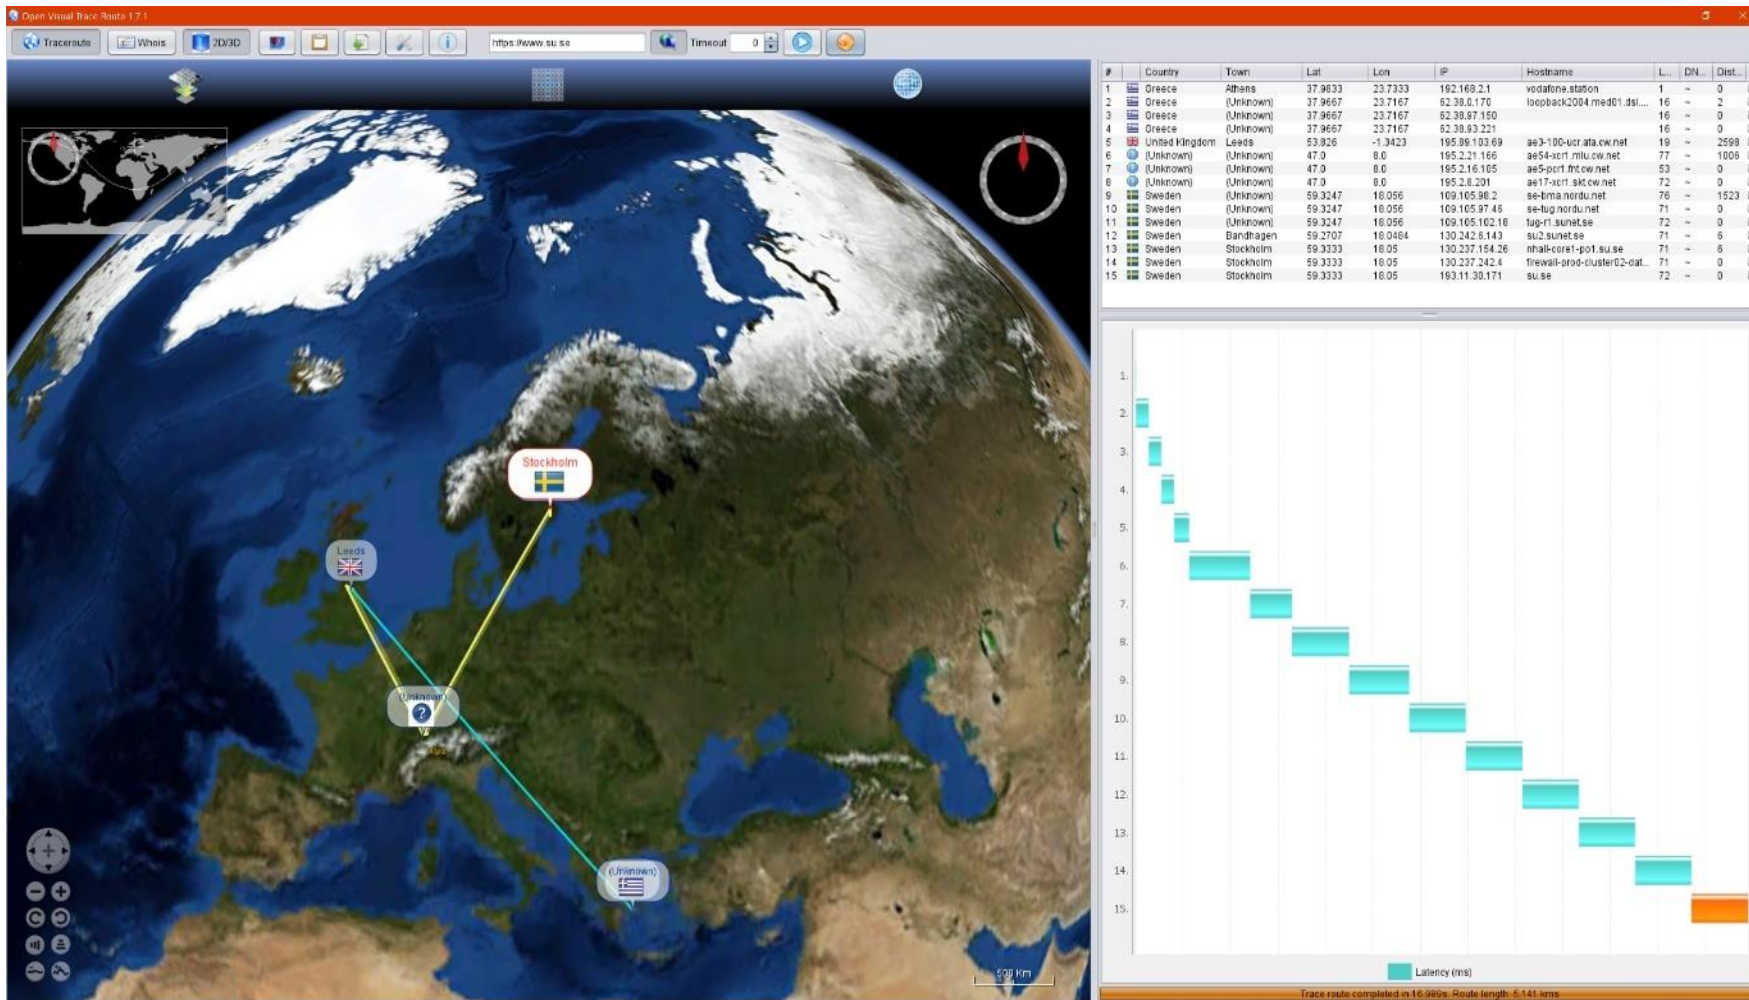 Open Visual Trace Route 1.7.1
Traceroute Whois 2D/3D https://www.su.se Timeout 0
# Country Town Lat Lon IP Hostname L... DN... Dist...
1 Greece Athens 37.9833 23.7333 192.168.2.1 vodafone.station 1 ~ 0
2 Greece (Unknown) 37.9667 23.7167 62.38.0.170 loopback2004.med01.dsl.... 16 ~ 2
3 Greece (Unknown) 37.9667 23.7167 62.38.97.150 16 ~ 0
4 Greece (Unknown) 37.9667 23.7167 62.38.93.221 16 ~ 0
5 United Kingdom Leeds 53.826 -1.3423 195.89.103.69 ae3-100-ucr.ata.cw.net 19 ~ 2598
6 (Unknown) (Unknown) 47.0 8.0 195.2.21.166 ae54-xcr1.mlu.cw.net 77 ~ 1006
7 (Unknown) (Unknown) 47.0 8.0 195.2.16.105 ae5-pcr1.fnt.cw.net 53 ~ 0
8 (Unknown) (Unknown) 47.0 8.0 195.2.8.201 ae17-xcr1.skt.cw.net 72 ~ 0
9 Sweden (Unknown) 59.3247 18.056 109.105.98.2 se-bma.nordu.net 76 ~ 1523
10 Sweden (Unknown) 59.3247 18.056 109.105.97.46 se-tug.nordu.net 71 ~ 0
11 Sweden (Unknown) 59.3247 18.056 109.105.102.18 tug-r1.sunet.se 72 ~ 0
12 Sweden Bandhagen 59.2707 18.0484 130.242.6.143 su2.sunet.se 71 ~ 6
13 Sweden Stockholm 59.3333 18.05 130.237.154.26 nhall-core1-po1.su.se 71 ~ 6
14 Sweden Stockholm 59.3333 18.05 130.237.242.4 firewall-prod-cluster02-dat... 71 ~ 0
15 Sweden Stockholm 59.3333 18.05 193.11.30.171 su.se 72 ~ 0
Stockholm
Leeds
(Unknown)
Alps
(Unknown)
500 Km
1.
2.
3.
4.
5.
6.
7.
8.
9.
10.
11.
12.
13.
14.
15.
Latency (ms)
Trace route completed in 16.989s. Route length: 5,141 kms